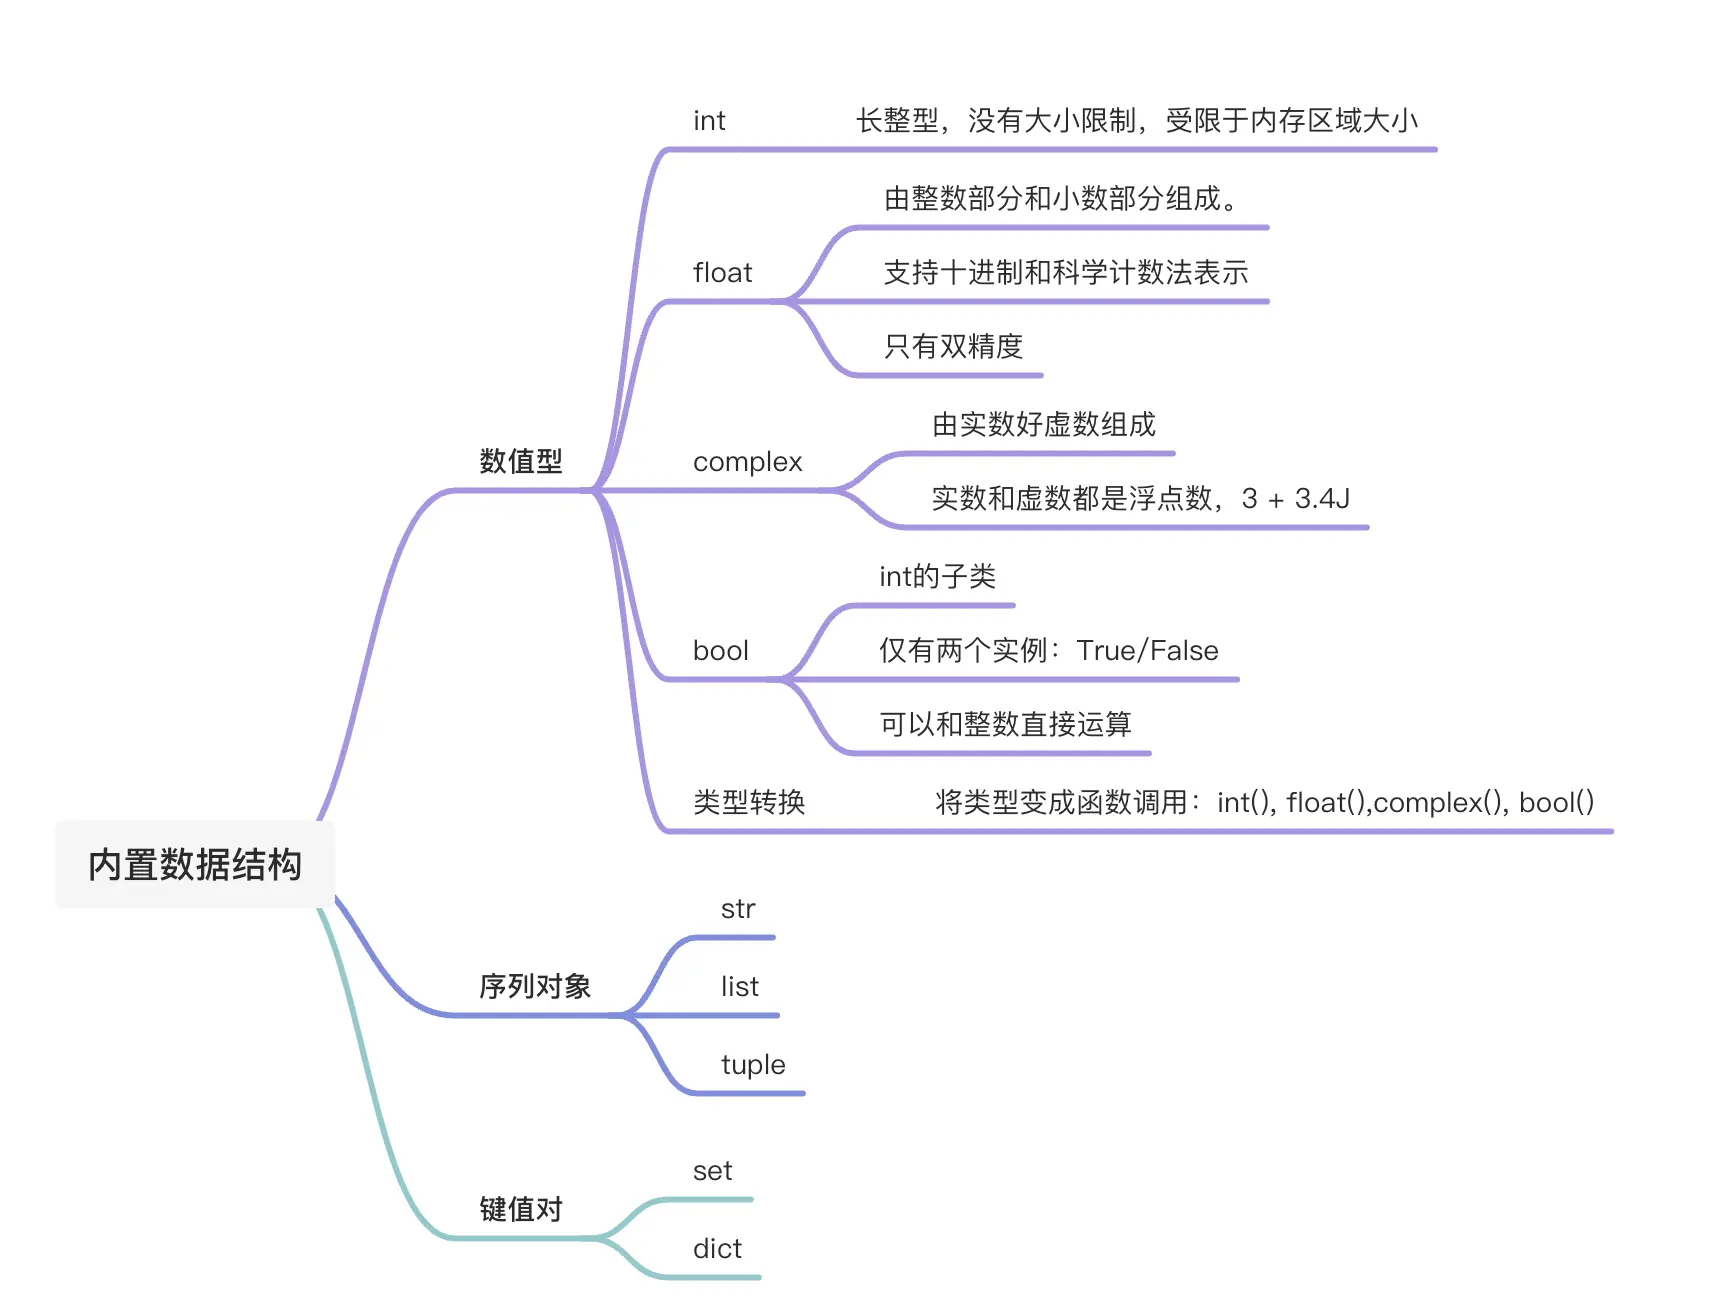 内置数据结构
数值型
int
长整型，没有大小限制，受限于内存区域大小
float
由整数部分和小数部分组成。
支持十进制和科学计数法表示
只有双精度
complex
由实数好虚数组成
实数和虚数都是浮点数，3 + 3.4J
bool
int的子类
仅有两个实例：True/False
可以和整数直接运算
类型转换
将类型变成函数调用：int(), float(),complex(), bool()
序列对象
str
list
tuple
键值对
set
dict